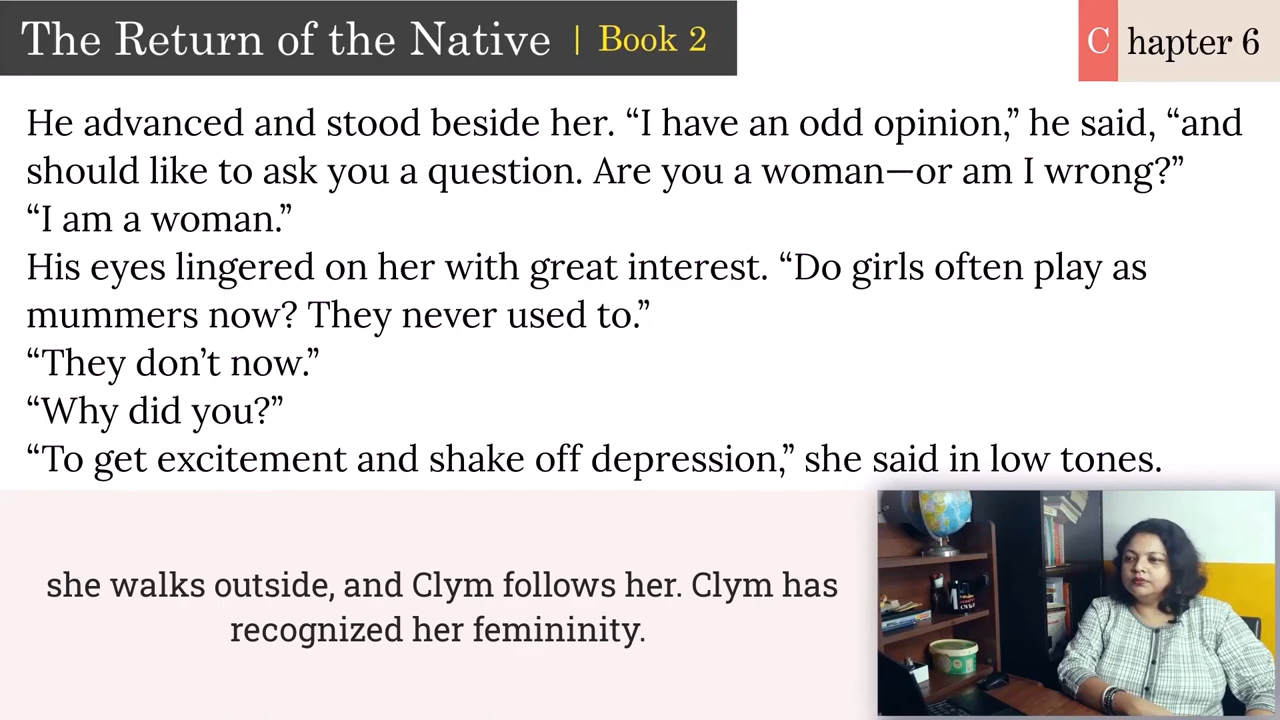 The Return of the Native | Book 2
Chapter 6
He advanced and stood beside her. “I have an odd opinion,” he said, “and
should like to ask you a question. Are you a woman—or am I wrong?”
“I am a woman.”
His eyes lingered on her with great interest. “Do girls often play as
mummers now? They never used to.”
“They don’t now.”
“Why did you?”
“To get excitement and shake off depression,” she said in low tones.
she walks outside, and Clym follows her. Clym has
recognized her femininity.